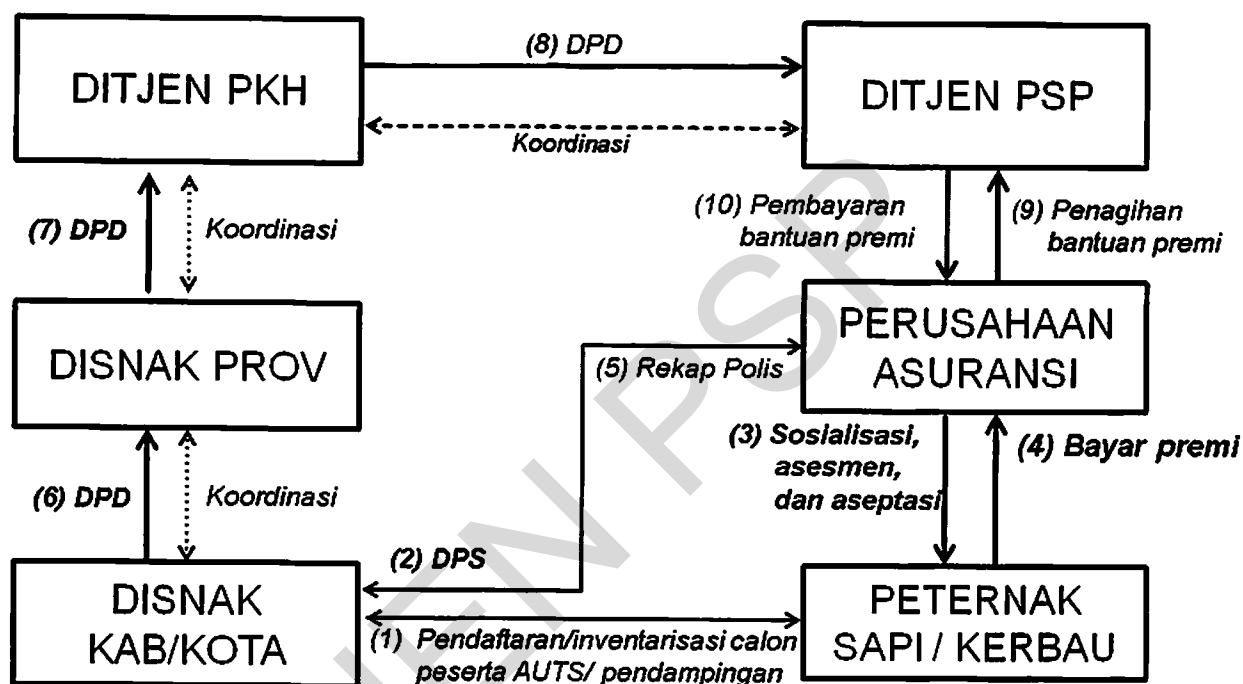 (8) DPD
DITJEN PKH
DITJEN PSP
Koordinasi
(10) Pembayaran
bantuan premi
(9) Penagihan
bantuan premi
(7) DPD
Koordinasi
DISNAK PROV
PERUSAHAAN
ASURANSI
(5) Rekap Polis
(3) Sosialisasi,
asesmen,
dan aseptasi
(4) Bayar premi
(6) DPD
Koordinasi
(2) DPS
DISNAK
KAB/KOTA
PETERNAK
SAPI / KERBAU
(1) Pendaftaran/inventarisasi calon
peserta AUTS/ pendampingan
JEN PSP